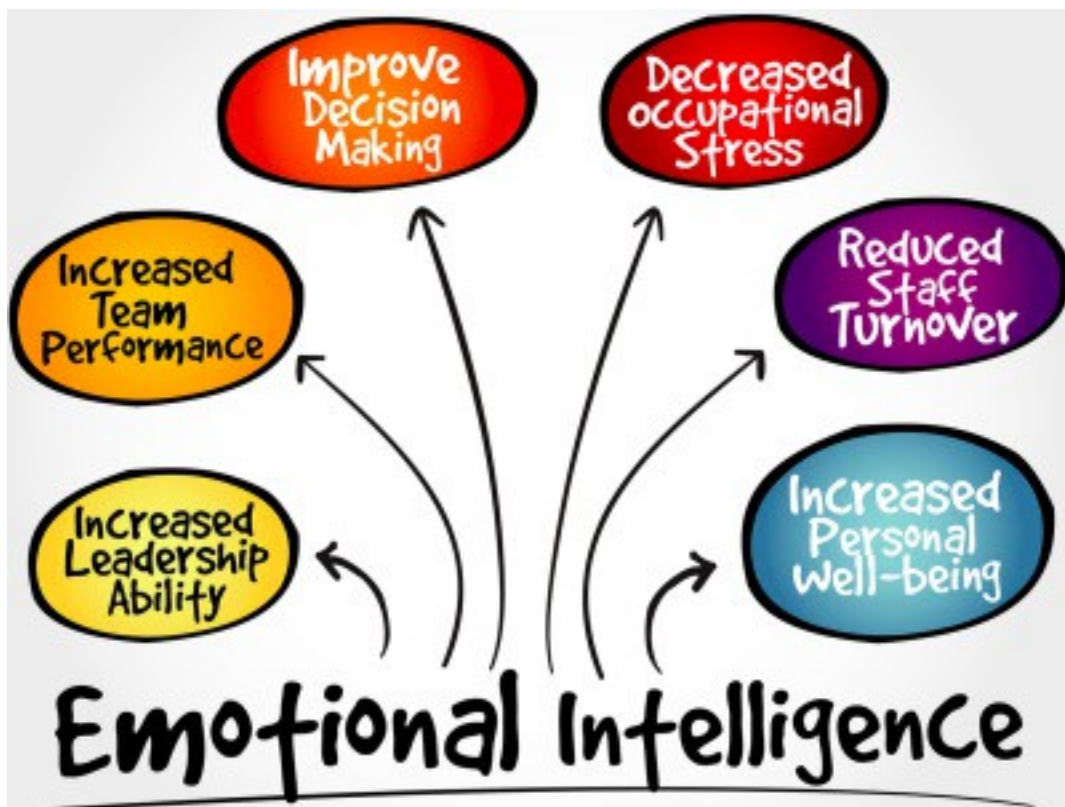 Improve
Decision
Making
Decreased
Occupational
Stress
Increased
Team
Performance
Reduced
Staff
Turnover
Increased
Leadership
Ability
Increased
Personal
Well-being
Emotional Intelligence